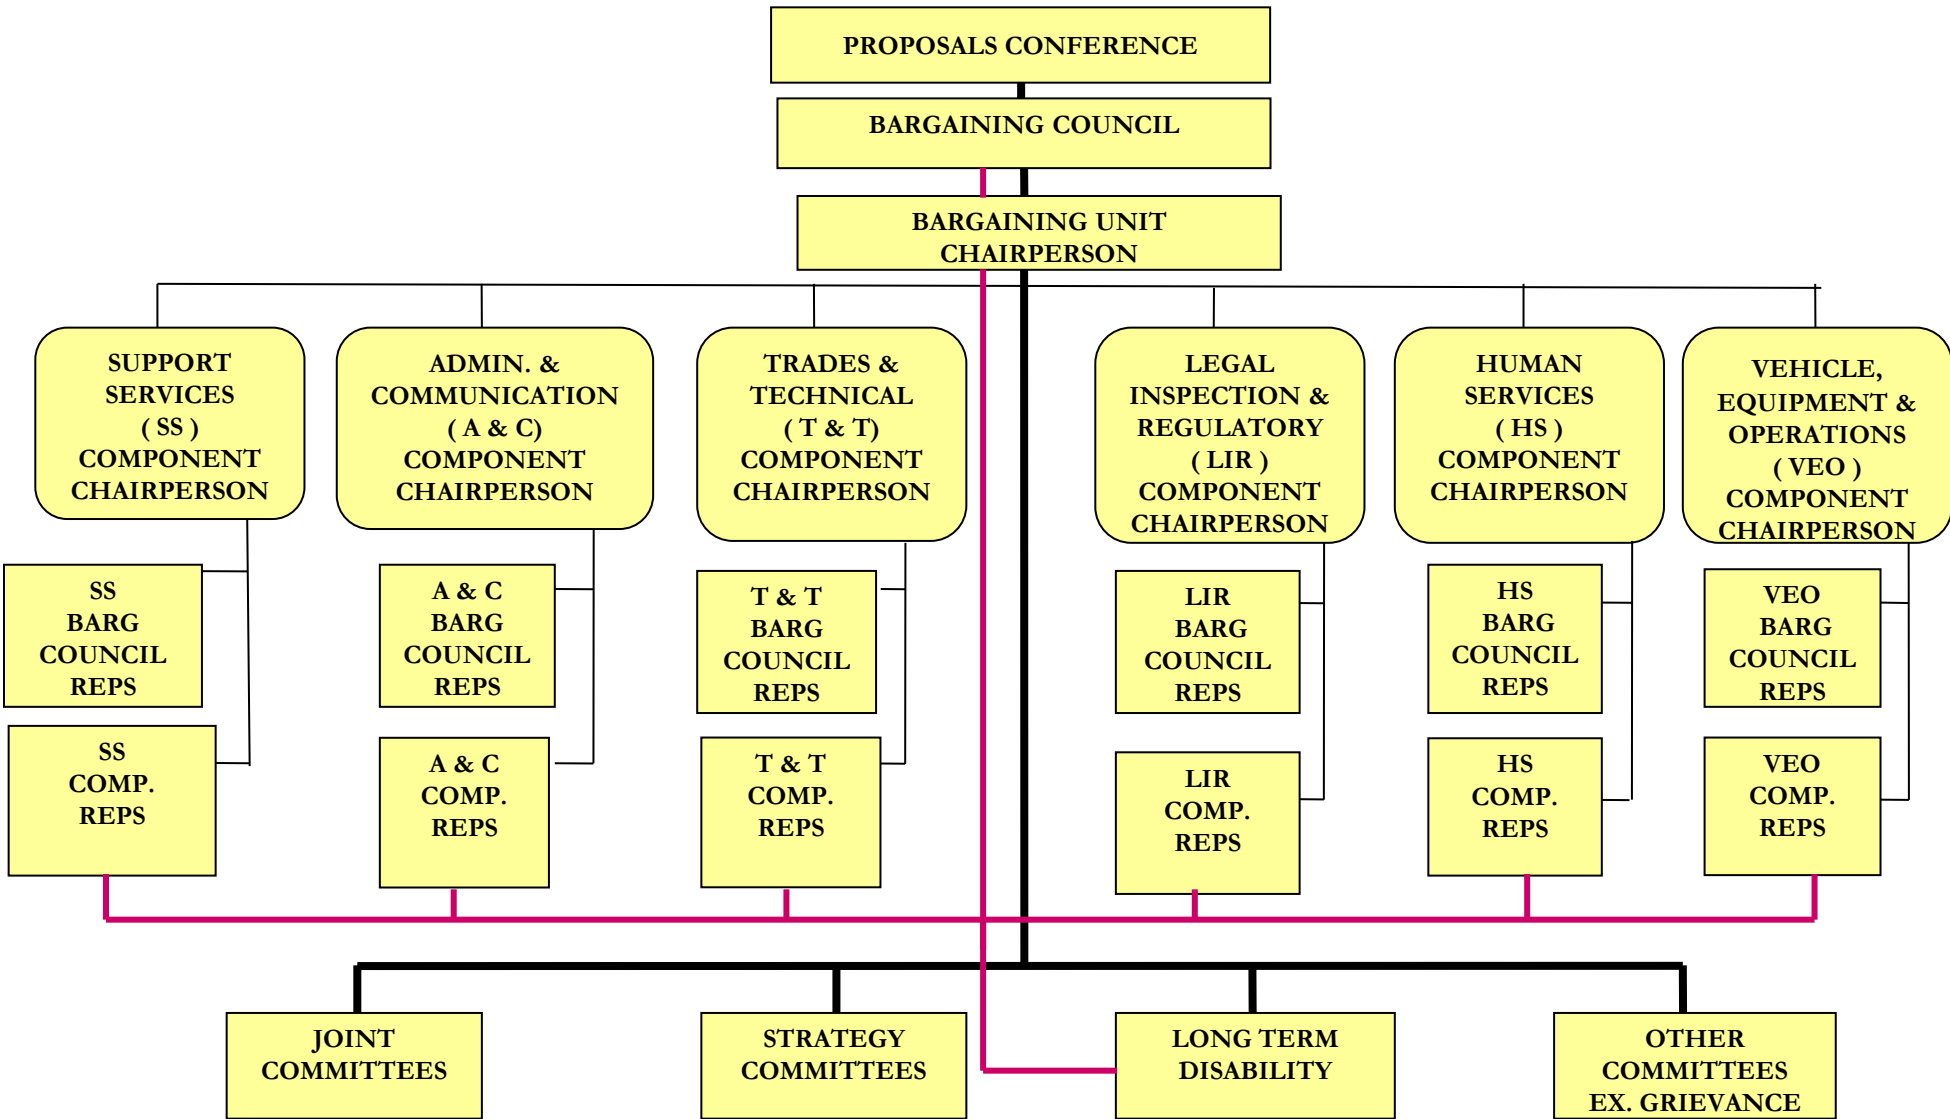 PROPOSALS CONFERENCE
BARGAINING COUNCIL
BARGAINING UNIT
CHAIRPERSON
SUPPORT
SERVICES
( SS )
COMPONENT
CHAIRPERSON
ADMIN. &
COMMUNICATION
( A & C)
COMPONENT
CHAIRPERSON
TRADES &
TECHNICAL
( T & T)
COMPONENT
CHAIRPERSON
LEGAL
INSPECTION &
REGULATORY
( LIR )
COMPONENT
CHAIRPERSON
HUMAN
SERVICES
( HS )
COMPONENT
CHAIRPERSON
VEHICLE,
EQUIPMENT &
OPERATIONS
( VEO )
COMPONENT
CHAIRPERSON
SS
BARG
COUNCIL
REPS
A & C
BARG
COUNCIL
REPS
T & T
BARG
COUNCIL
REPS
LIR
BARG
COUNCIL
REPS
HS
BARG
COUNCIL
REPS
VEO
BARG
COUNCIL
REPS
SS
COMP.
REPS
A & C
COMP.
REPS
T & T
COMP.
REPS
LIR
COMP.
REPS
HS
COMP.
REPS
VEO
COMP.
REPS
JOINT
COMMITTEES
STRATEGY
COMMITTEES
LONG TERM
DISABILITY
OTHER
COMMITTEES
EX. GRIEVANCE